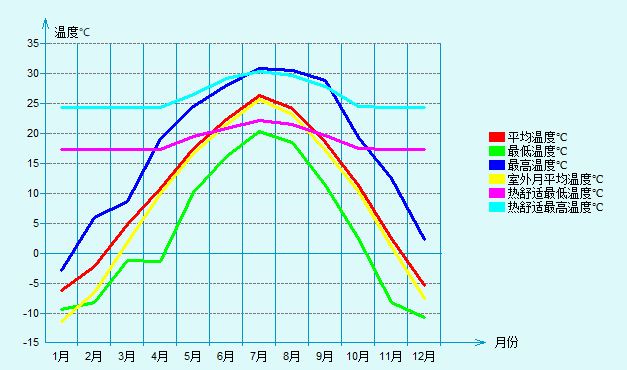 温度℃
35
30
25
20
15
10
5
0
-5
-10
-15
1月 2月 3月 4月 5月 6月 7月 8月 9月 10月 11月 12月
月份
平均温度℃
最低温度℃
最高温度℃
室外月平均温度℃
热舒适最低温度℃
热舒适最高温度℃